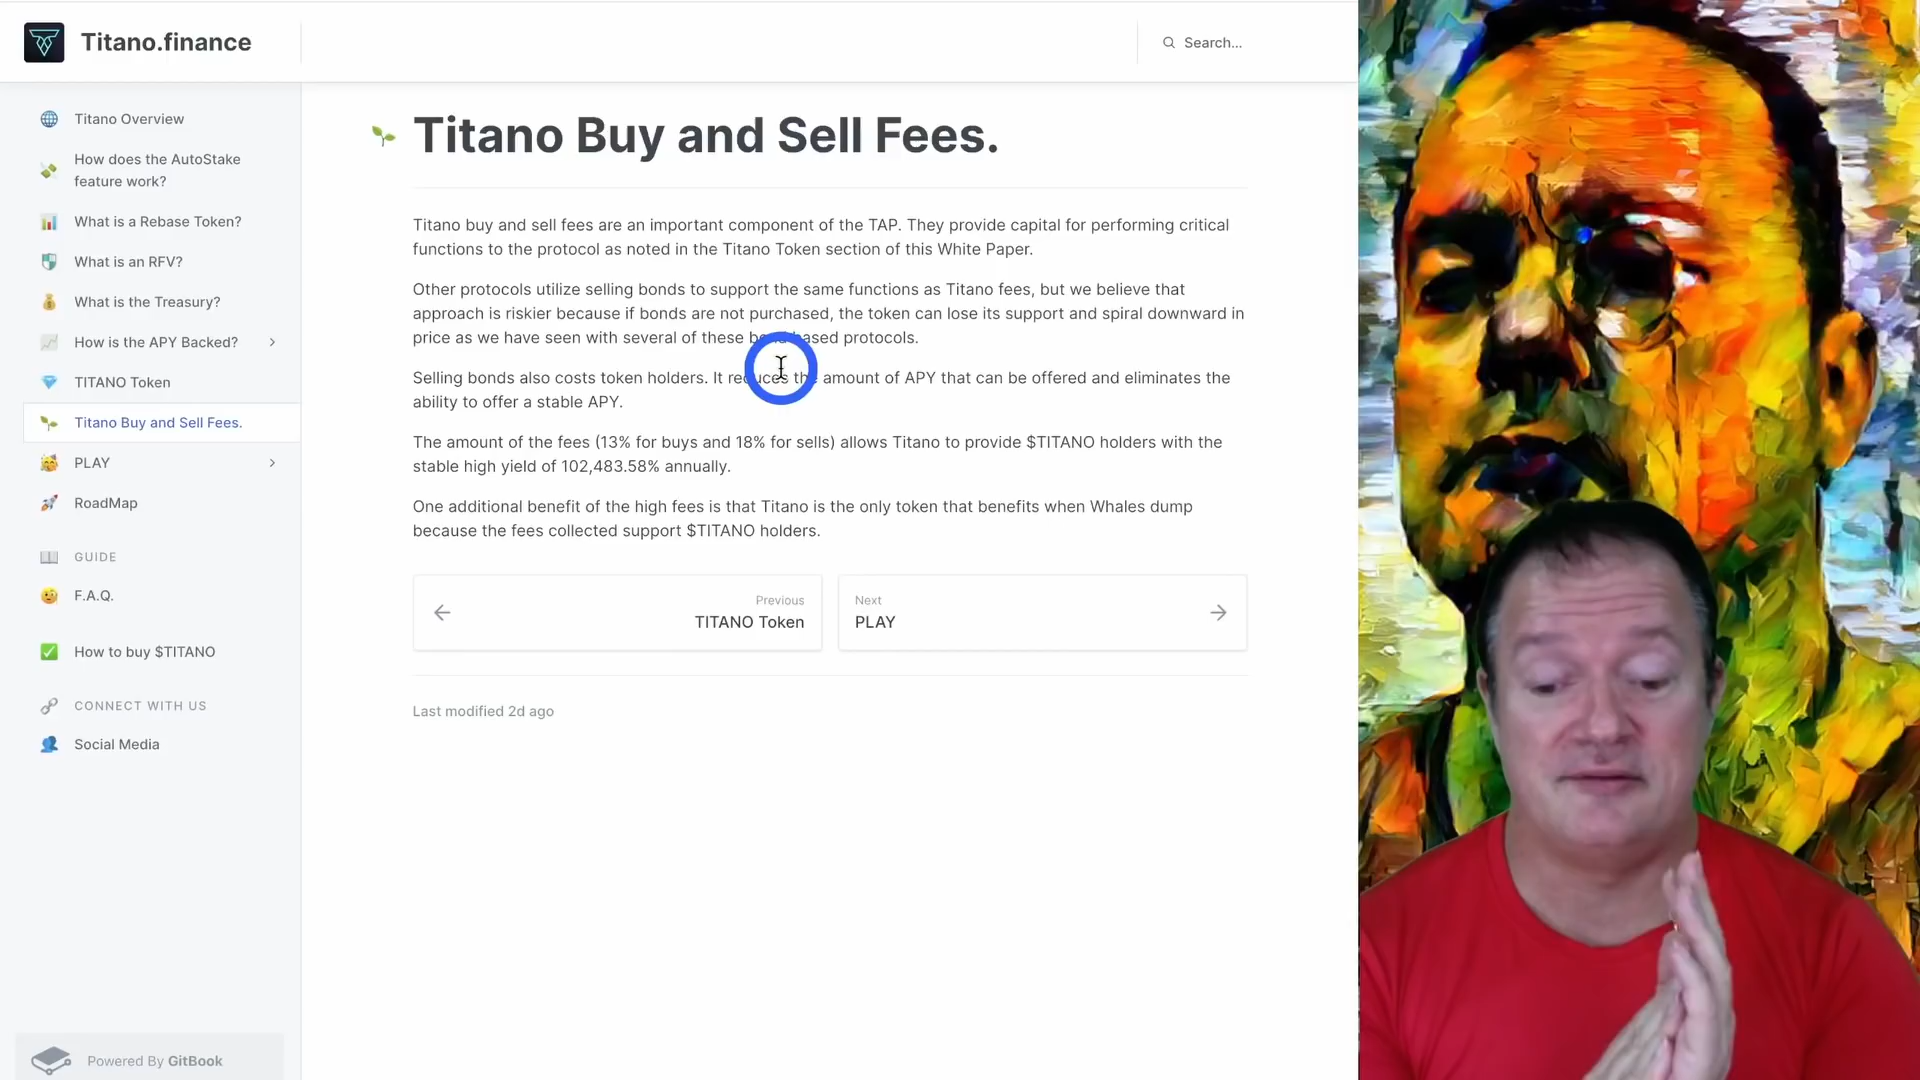 Titano.finance
Search...
Titano Overview
How does the AutoStake
feature work?
What is a Rebase Token?
What is an RFV?
What is the Treasury?
How is the APY Backed?
TITANO Token
Titano Buy and Sell Fees.
PLAY
RoadMap
GUIDE
F.A.Q.
How to buy $TITANO
CONNECT WITH US
Social Media
Powered By GitBook
Titano Buy and Sell Fees.
Titano buy and sell fees are an important component of the TAP. They provide capital for performing critical
functions to the protocol as noted in the Titano Token section of this White Paper.
Other protocols utilize selling bonds to support the same functions as Titano fees, but we believe that
approach is riskier because if bonds are not purchased, the token can lose its support and spiral downward in
price as we have seen with several of these bond based protocols.
Selling bonds also costs token holders. It reduces the amount of APY that can be offered and eliminates the
ability to offer a stable APY.
The amount of the fees (13% for buys and 18% for sells) allows Titano to provide $TITANO holders with the
stable high yield of 102,483.58% annually.
One additional benefit of the high fees is that Titano is the only token that benefits when Whales dump
because the fees collected support $TITANO holders.
Previous
TITANO Token
Next
PLAY
Last modified 2d ago